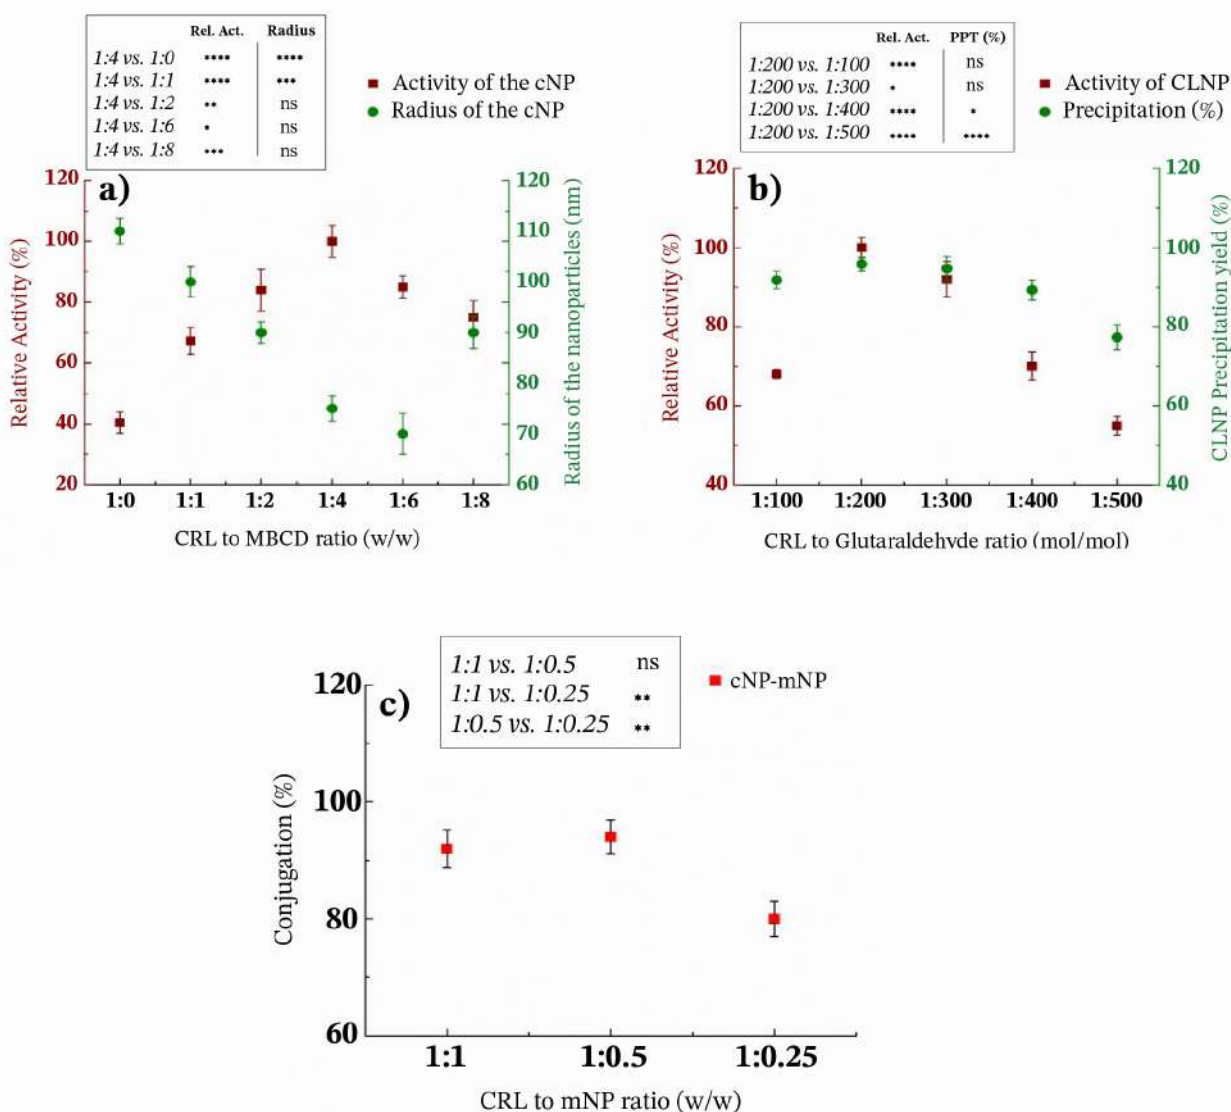 Rel. Act. Radius
1:4 vs. 1:0 **** ****
1:4 vs. 1:1 **** ***
1:4 vs. 1:2 ** ns
1:4 vs. 1:6 * ns
1:4 vs. 1:8 *** ns
Activity of the cNP
Radius of the cNP
a)
Relative Activity (%)
120
100
80
60
40
20
120
110
100
90
80
70
60
Radius of the nanoparticles (nm)
1:0 1:1 1:2 1:4 1:6 1:8
CRL to MBCD ratio (w/w)
Rel. Act. PPT (%)
1:200 vs. 1:100 **** ns
1:200 vs. 1:300 * ns
1:200 vs. 1:400 **** *
1:200 vs. 1:500 **** ****
Activity of CLNP
Precipitation (%)
b)
Relative Activity (%)
120
100
80
60
40
120
100
80
60
40
CLNP Precipitation yield (%)
1:100 1:200 1:300 1:400 1:500
CRL to Glutaraldehyde ratio (mol/mol)
1:1 vs. 1:0.5 ns
1:1 vs. 1:0.25 **
1:0.5 vs. 1:0.25 **
cNP-mNP
c)
Conjugation (%)
120
100
80
60
1:1 1:0.5 1:0.25
CRL to mNP ratio (w/w)